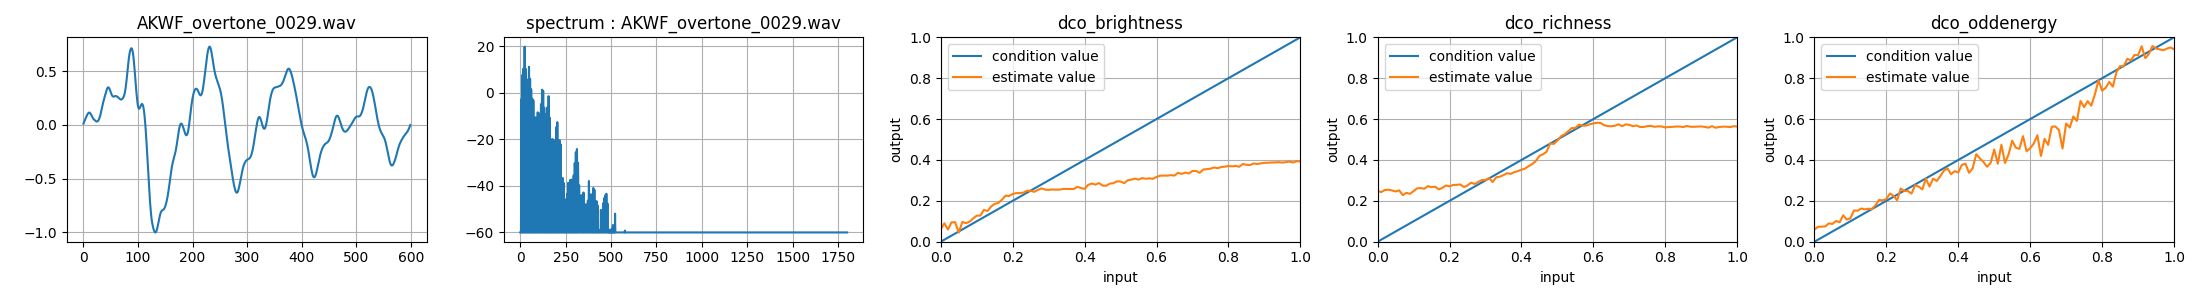 AKWF_overtone_0029.wav
0.5
0.0
−0.5
−1.0
0 100 200 300 400 500 600
spectrum : AKWF_overtone_0029.wav
20
0
−20
−40
−60
0 250 500 750 1000 1250 1500 1750
dco_brightness
condition value
estimate value
output
1.0
0.8
0.6
0.4
0.2
0.0
0.0 0.2 0.4 0.6 0.8 1.0
input
dco_richness
condition value
estimate value
output
1.0
0.8
0.6
0.4
0.2
0.0
0.0 0.2 0.4 0.6 0.8 1.0
input
dco_oddenergy
condition value
estimate value
output
1.0
0.8
0.6
0.4
0.2
0.0
0.0 0.2 0.4 0.6 0.8 1.0
input